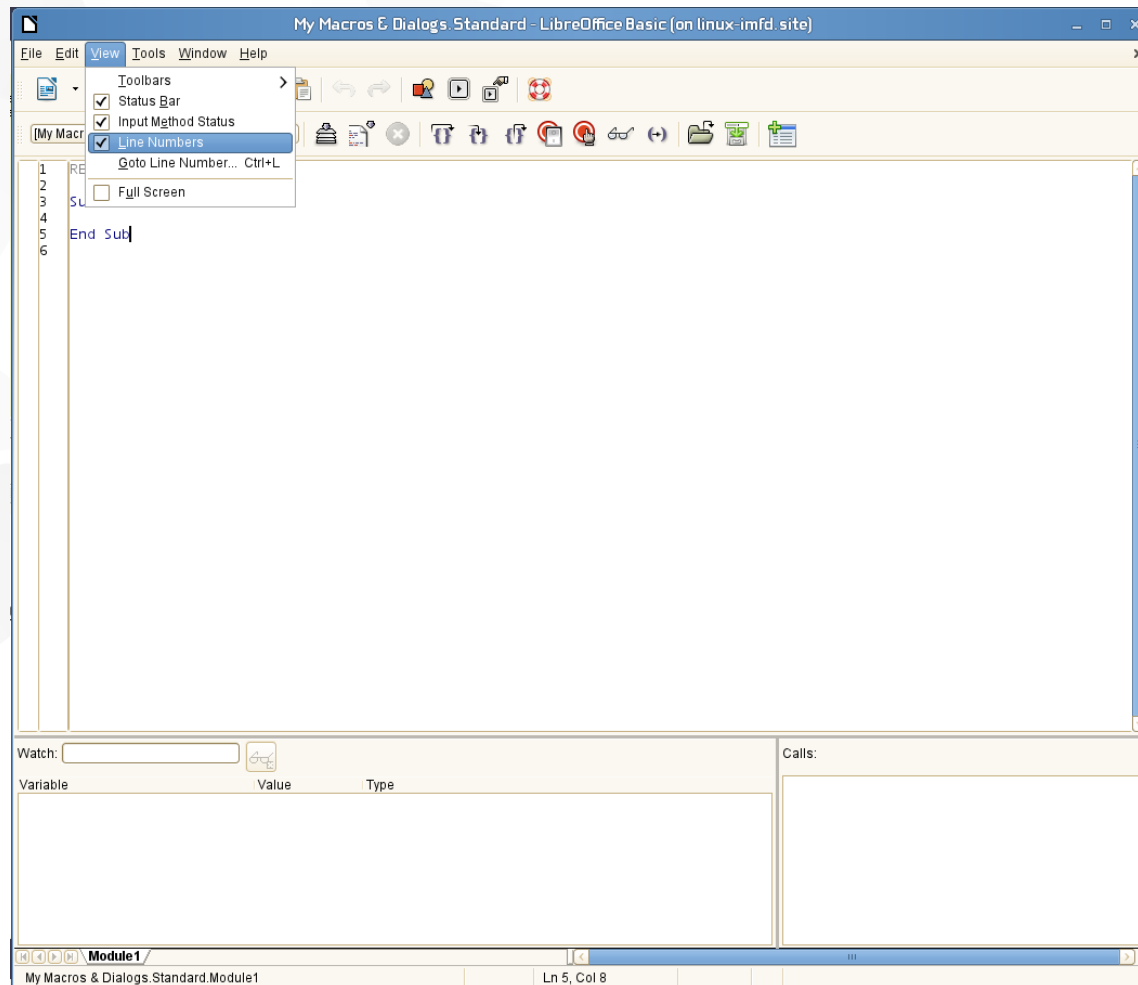 My Macros & Dialogs.Standard - LibreOffice Basic (on linux-imfd.site)
File Edit View Tools Window Help
Toolbars
Status Bar
Input Method Status
Line Numbers
Goto Line Number... Ctrl+L
Full Screen
[My Macr
1 RE
2
3 Su
4
5 End Sub
6
Watch:
Calls:
Variable Value Type
Module1
My Macros & Dialogs.Standard.Module1 Ln 5, Col 8